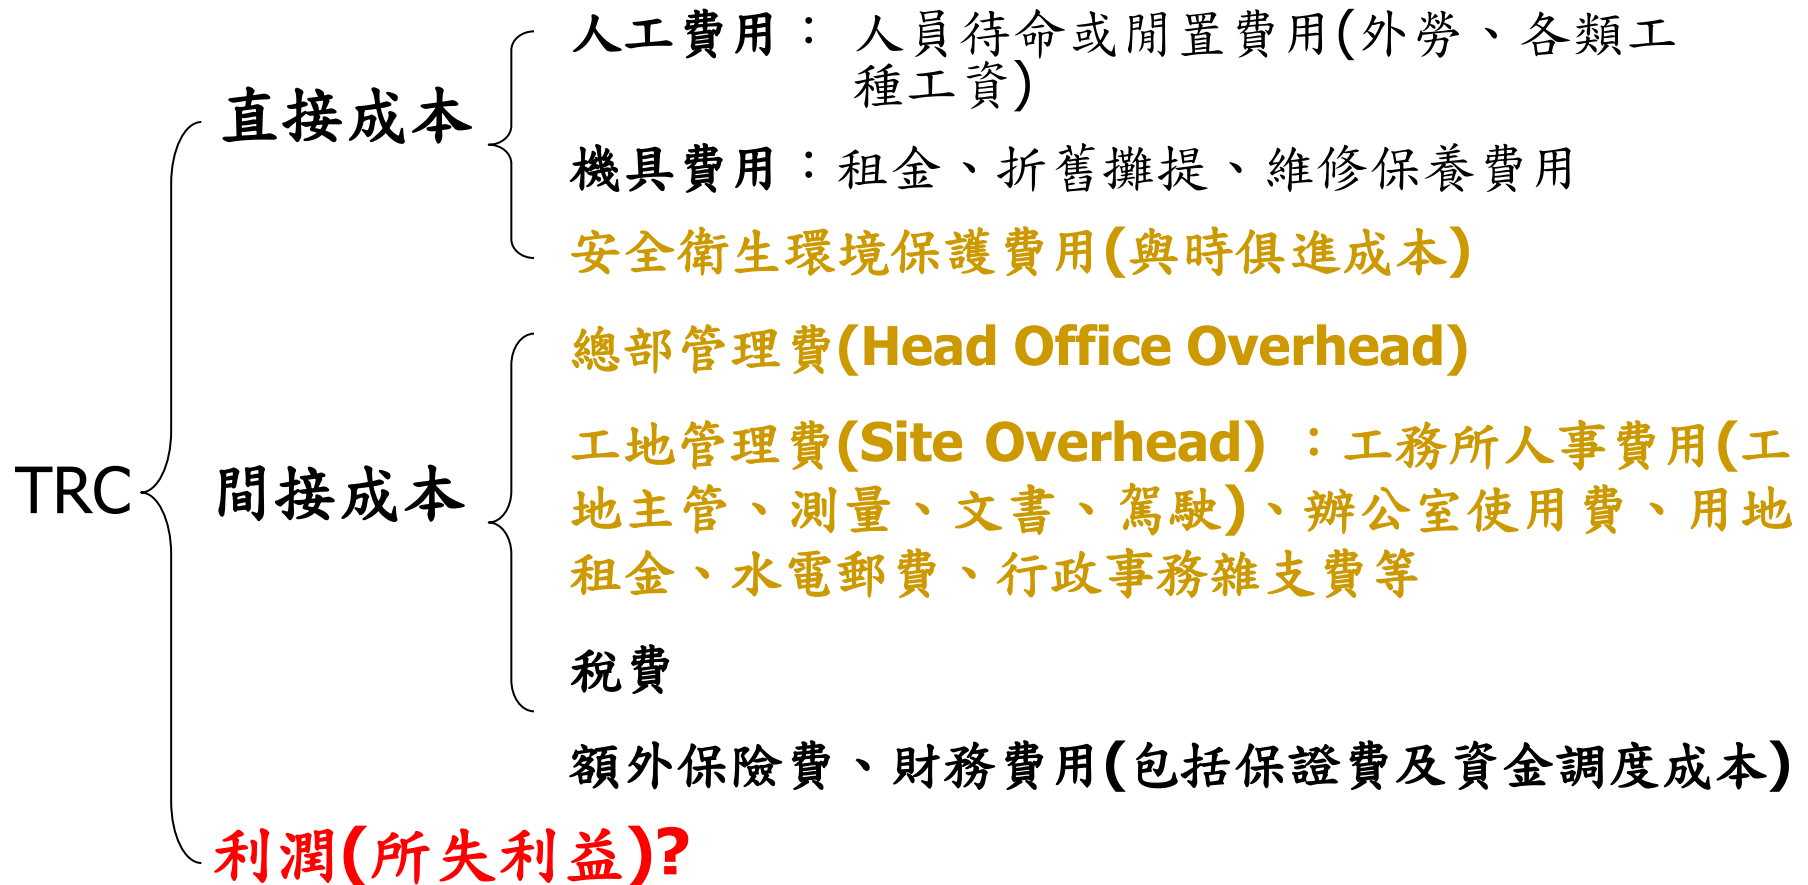 人工費用： 人員待命或閒置費用(外勞、各類工
種工資)
直接成本
機具費用：租金、折舊攤提、維修保養費用
安全衛生環境保護費用(與時俱進成本)
總部管理費(Head Office Overhead)
工地管理費(Site Overhead) ：工務所人事費用(工
TRC
間接成本
地主管、測量、文書、駕駛)、辦公室使用費、用地
租金、水電郵費、行政事務雜支費等
稅費
額外保險費、財務費用(包括保證費及資金調度成本)
利潤(所失利益)?